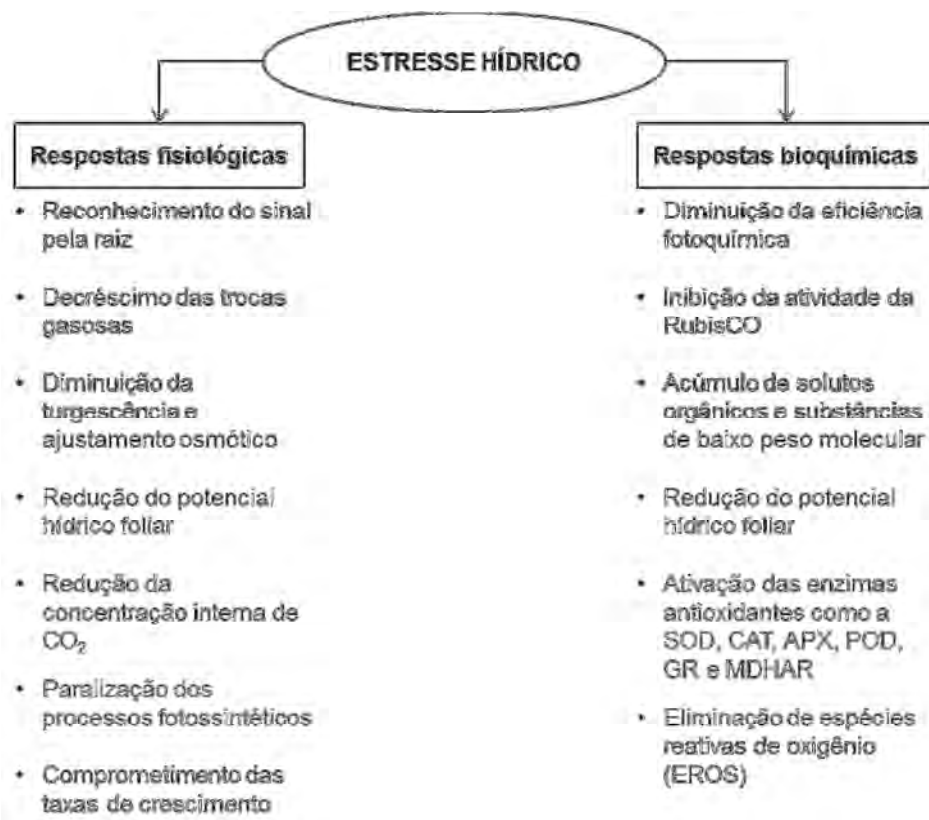 ESTRESSE HÍDRICO
Respostas fisiológicas
• Reconhecimento do sinal
pela raiz
• Decréscimo das trocas
gasosas
• Diminuição da
turgescência e
ajustamento osmótico
• Redução do potencial
hídrico foliar
• Redução da
concentração interna de
CO₂
• Paralização dos
processos fotossintéticos
• Comprometimento das
taxas de crescimento
Respostas bioquímicas
• Diminuição da eficiência
fotoquímica
• Inibição da atividade da
RubisCO
• Acúmulo de solutos
orgânicos e substâncias
de baixo peso molecular
• Redução do potencial
hídrico foliar
• Ativação das enzimas
antioxidantes como a
SOD, CAT, APX, POD,
GR e MDHAR
• Eliminação de espécies
reativas de oxigênio
(EROS)